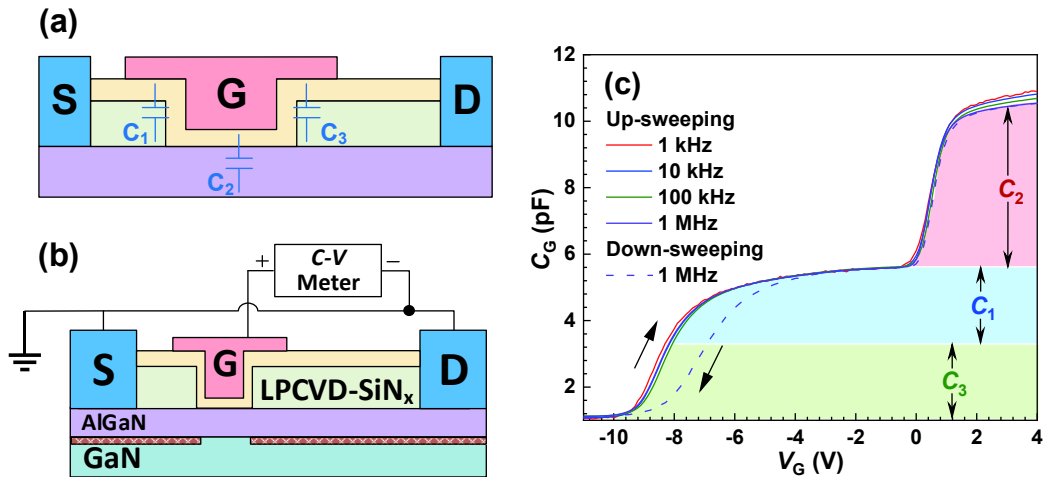 (a)
S
G
D
C₁
C₃
C₂
(b)
C-V
Meter
+
−
S
G
D
LPCVD-SiNₓ
AlGaN
GaN
(c)
Up-sweeping
1 kHz
10 kHz
100 kHz
1 MHz
Down-sweeping
1 MHz
C₂
C₁
C₃
12
10
8
6
4
2
C_G (pF)
-10 -8 -6 -4 -2 0 2 4
V_G (V)